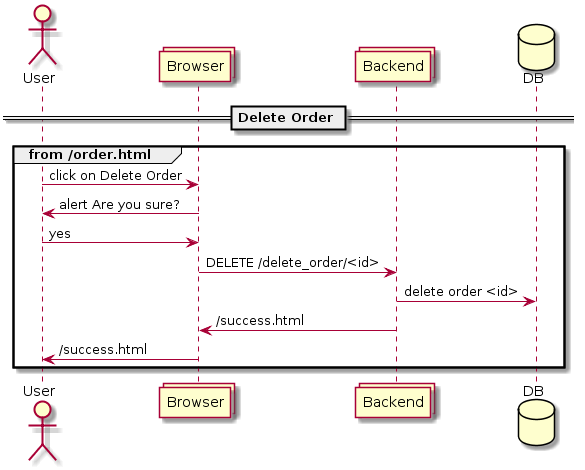 User
Browser
Backend
DB
Delete Order
from /order.html
click on Delete Order
alert Are you sure?
yes
DELETE /delete_order/<id>
delete order <id>
/success.html
/success.html
User
Browser
Backend
DB